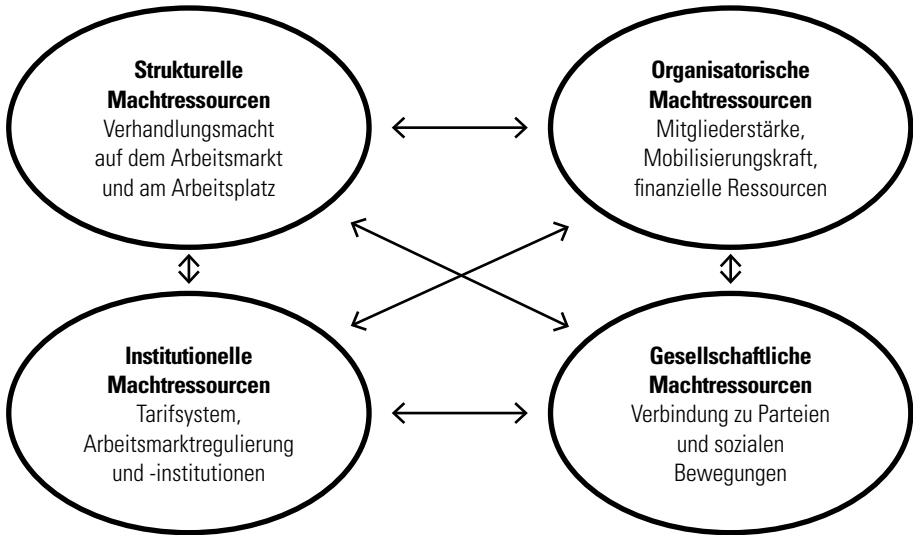 Strukturelle
Machtressourcen
Verhandlungsmacht
auf dem Arbeitsmarkt
und am Arbeitsplatz
Organisatorische
Machtressourcen
Mitgliederstärke,
Mobilisierungskraft,
finanzielle Ressourcen
Institutionelle
Machtressourcen
Tarifsystem,
Arbeitsmarktregulierung
und -institutionen
Gesellschaftliche
Machtressourcen
Verbindung zu Parteien
und sozialen
Bewegungen